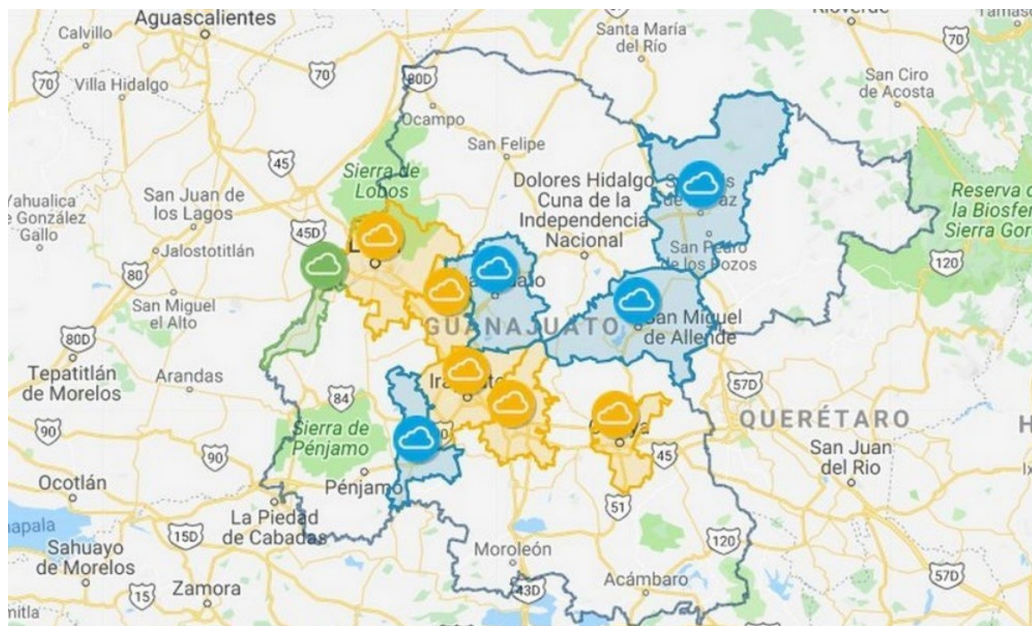 Aguascalientes
Rioverde
Calvillo
Santa María
del Río
70
70
70
80D
Villa Hidalgo
San Ciro
de Acosta
Ocampo
45
San Felipe
Sierra de
Lobos
Dolores Hidalgo
Cuna de la
Independencia
Nacional
Yahualica
de González
Gallo
San Juan de
los Lagos
Reserva de
la Biosfera
Sierra Gor
45D
Jalostotitlán
San Pedro
de los Pozos
120
80
San Miguel
el Alto
GUANAJUATO
San Miguel
de Allende
80D
Tepatitlán
de Morelos
Arandas
84
57D
QUERÉTARO
90
Sierra de
Pénjamo
90
45
San Juan
del Rio
Ocotlán
Pénjamo
La Piedad
de Cabadas
51
15D
Sahuayo
de Morelos
Moroleón
120
15
Zamora
43D
Acámbaro
57D